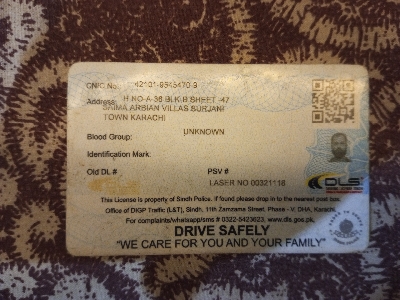 CNIC No. 42101-9545470-3
Address: H NO-A-36 BLK-B SHEET -47
SAIMA ARBIAN VILLAS SURJANI
TOWN KARACHI
Blood Group: UNKNOWN
Identification Mark:
Old DL # PSV #
LASER NO 00321118
DLS
This License is property of Sindh Police, if found please drop in to the nearest post box.
Office of DIGP Traffic (L&T), Sindh, 11th Zamzama Street, Phase - V, DHA, Karachi.
For complaints/whatsapp/sms # 0322-5423623, www.dls.gos.pk.
DRIVE SAFELY
"WE CARE FOR YOU AND YOUR FAMILY"